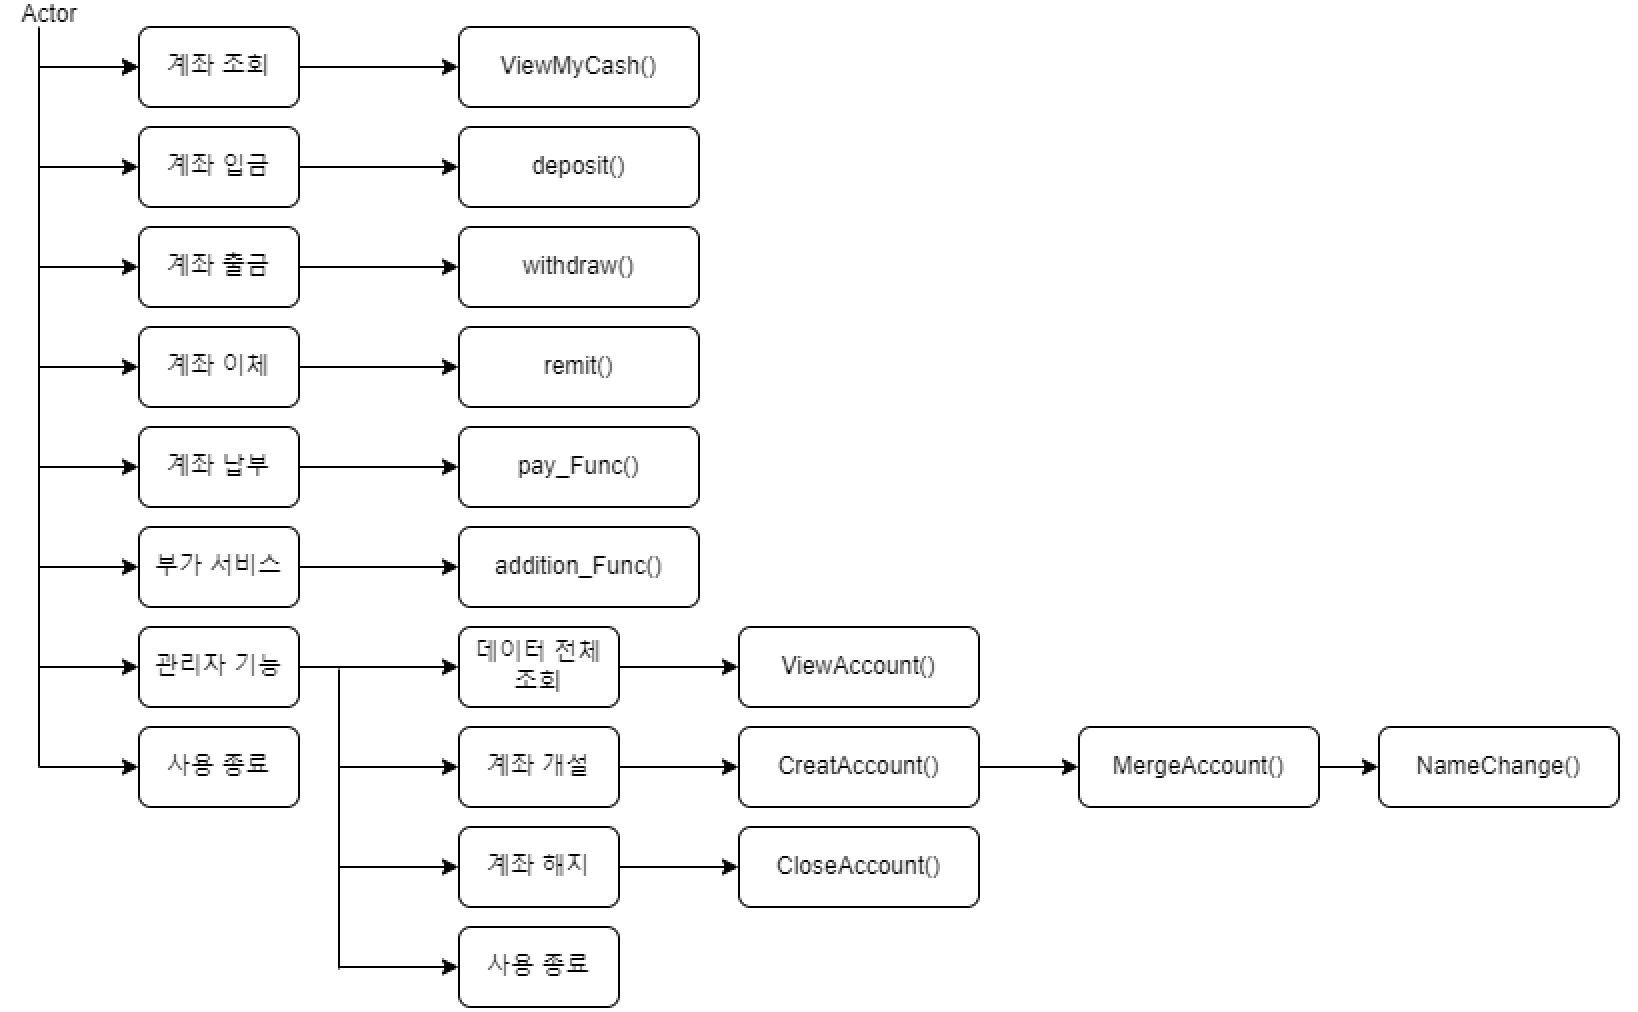 Actor
계좌 조회
ViewMyCash()
계좌 입금
deposit()
계좌 출금
withdraw()
계좌 이체
remit()
계좌 납부
pay_Func()
부가 서비스
addition_Func()
관리자 기능
데이터 전체
조회
ViewAccount()
사용 종료
계좌 개설
CreatAccount()
MergeAccount()
NameChange()
계좌 해지
CloseAccount()
사용 종료